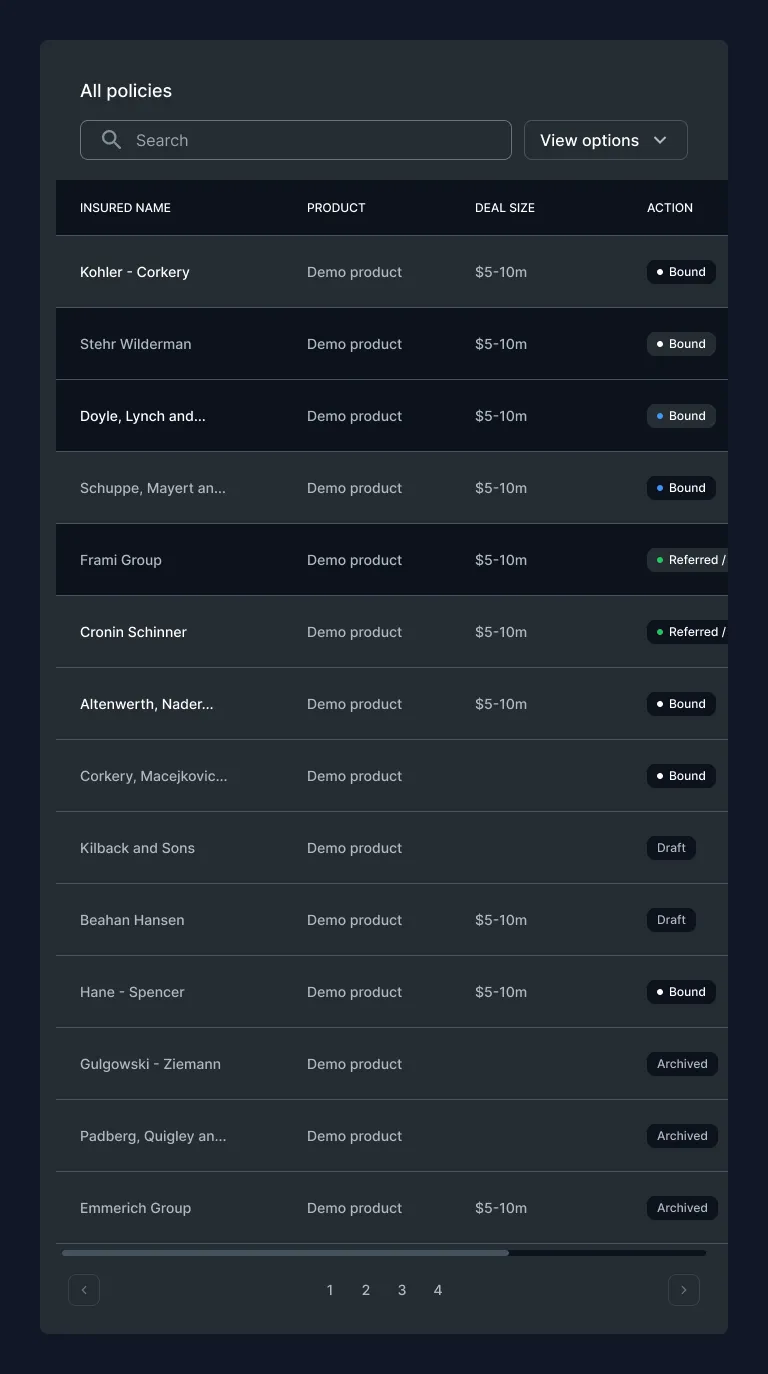 All policies
Search
View options
INSURED NAME PRODUCT DEAL SIZE ACTION
Kohler - Corkery Demo product $5-10m Bound
Stehr Wilderman Demo product $5-10m Bound
Doyle, Lynch and... Demo product $5-10m Bound
Schuppe, Mayert an... Demo product $5-10m Bound
Frami Group Demo product $5-10m Referred /
Cronin Schinner Demo product $5-10m Referred /
Altenwerth, Nader... Demo product $5-10m Bound
Corkery, Macejkovic... Demo product Bound
Kilback and Sons Demo product Draft
Beahan Hansen Demo product $5-10m Draft
Hane - Spencer Demo product $5-10m Bound
Gulgowski - Ziemann Demo product Archived
Padberg, Quigley an... Demo product Archived
Emmerich Group Demo product $5-10m Archived
1 2 3 4